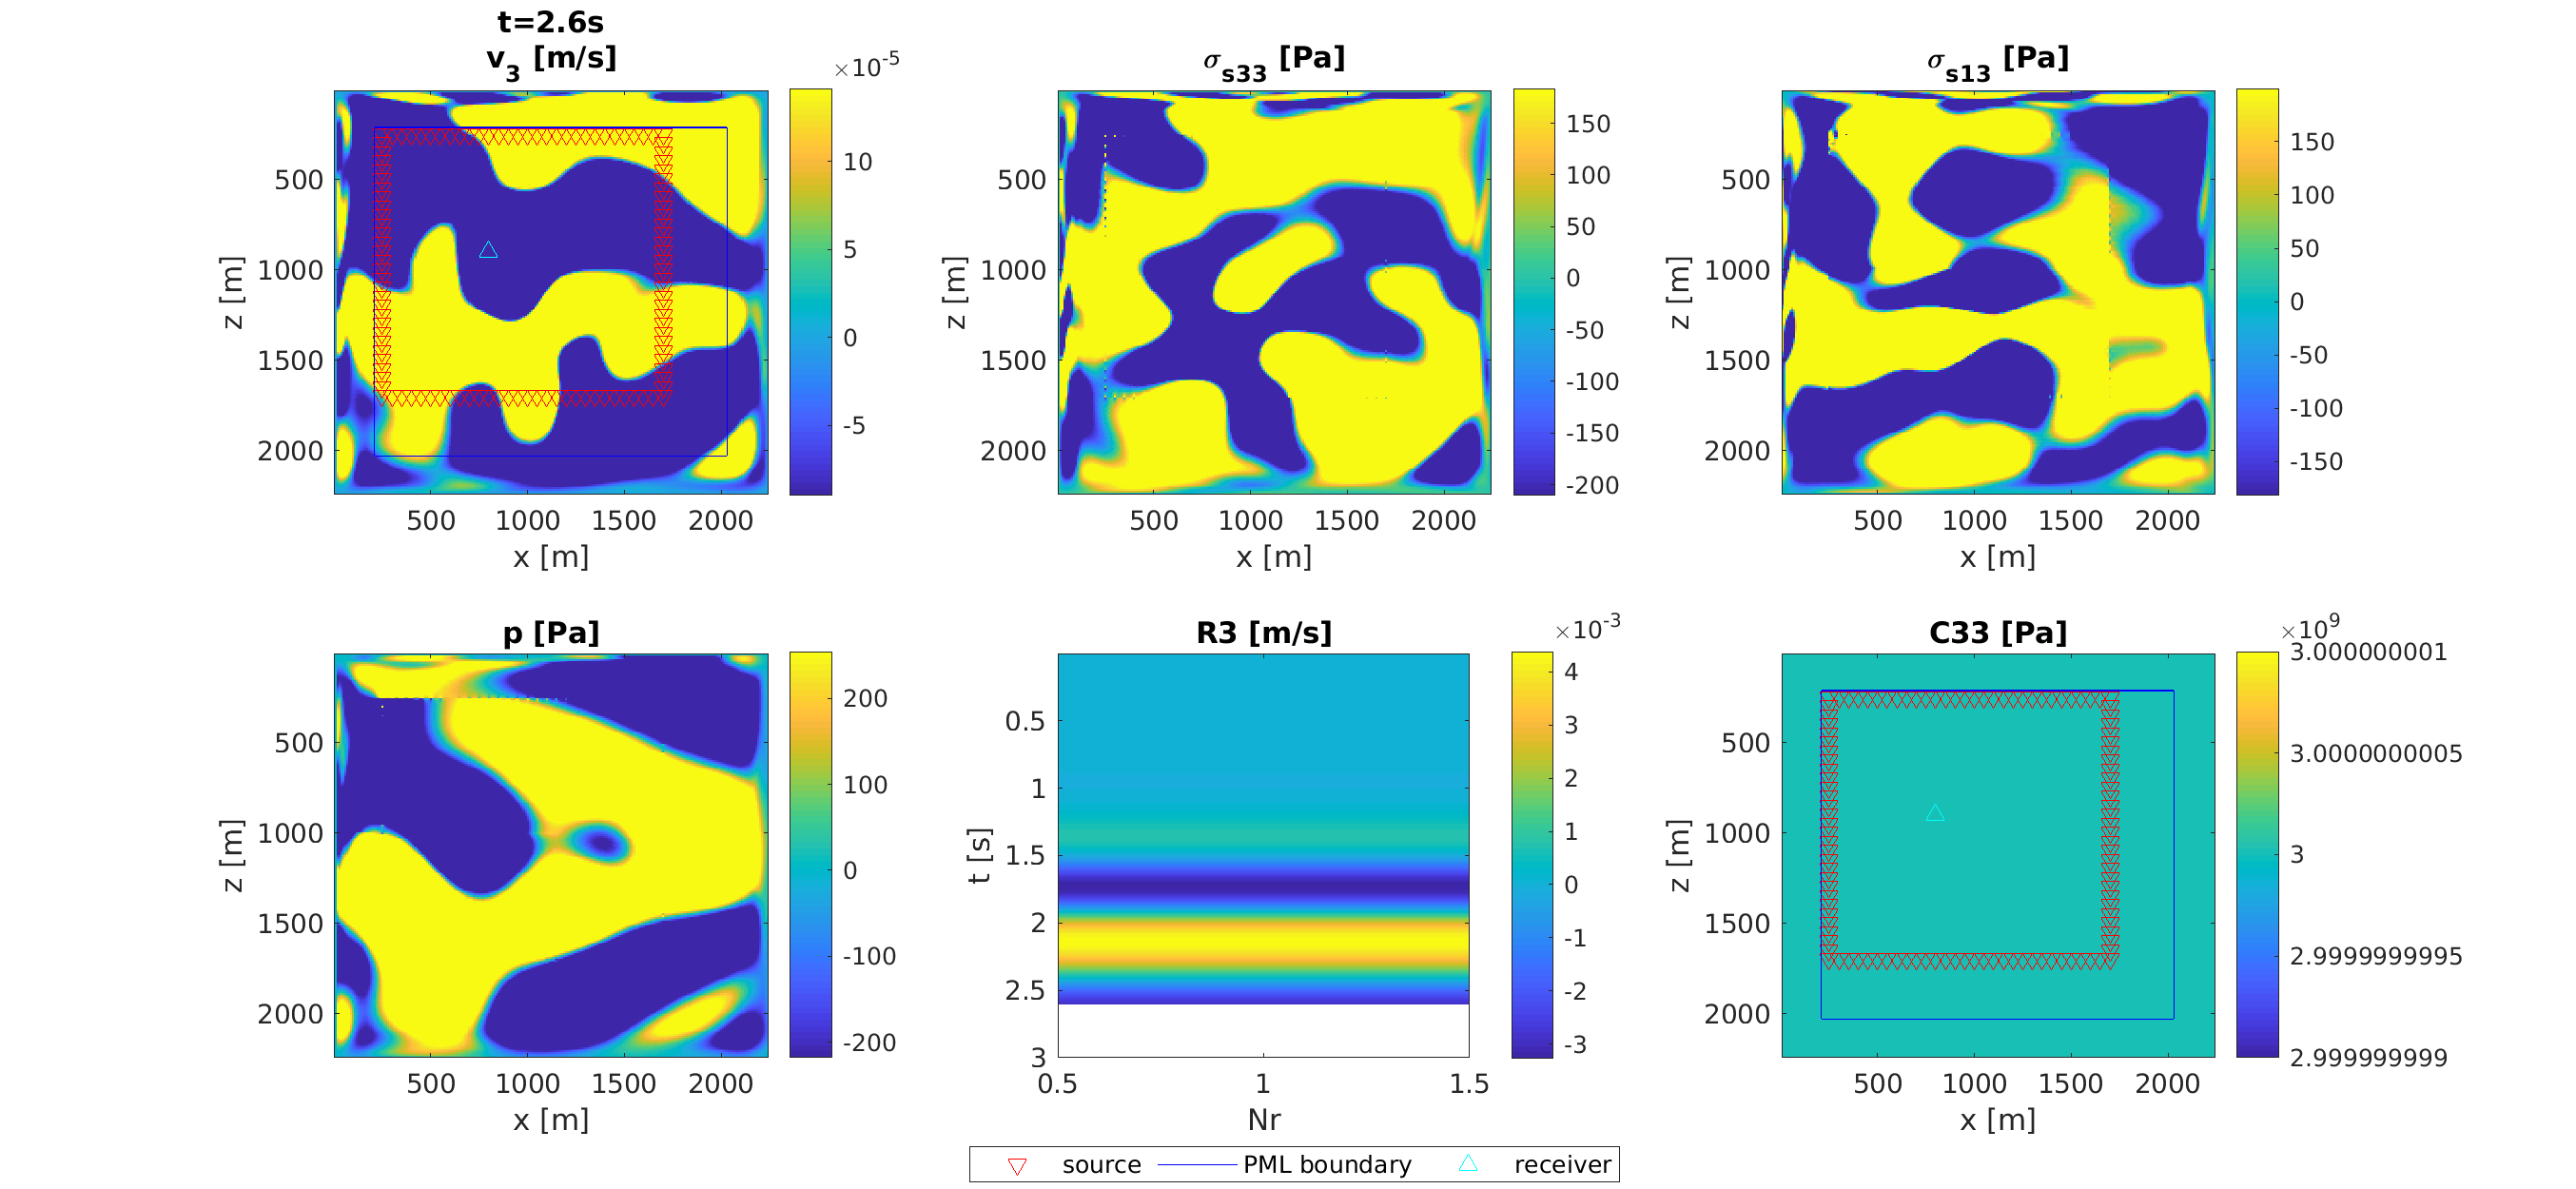 t=2.6s
v3 [m/s]
×10-5
10
5
0
-5
500
1000
1500
2000
z [m]
500 1000 1500 2000
x [m]
σs33 [Pa]
150
100
50
0
-50
-100
-150
-200
500
1000
1500
2000
z [m]
500 1000 1500 2000
x [m]
σs13 [Pa]
150
100
50
0
-50
-100
-150
500
1000
1500
2000
z [m]
500 1000 1500 2000
x [m]
p [Pa]
200
100
0
-100
-200
500
1000
1500
2000
z [m]
500 1000 1500 2000
x [m]
R3 [m/s]
×10-3
4
3
2
1
0
-1
-2
-3
0.5
1
1.5
2
2.5
3
t [s]
0.5 1 1.5
Nr
C33 [Pa]
×109
3.000000001
3.0000000005
3
2.9999999995
2.999999999
500
1000
1500
2000
z [m]
500 1000 1500 2000
x [m]
source PML boundary receiver